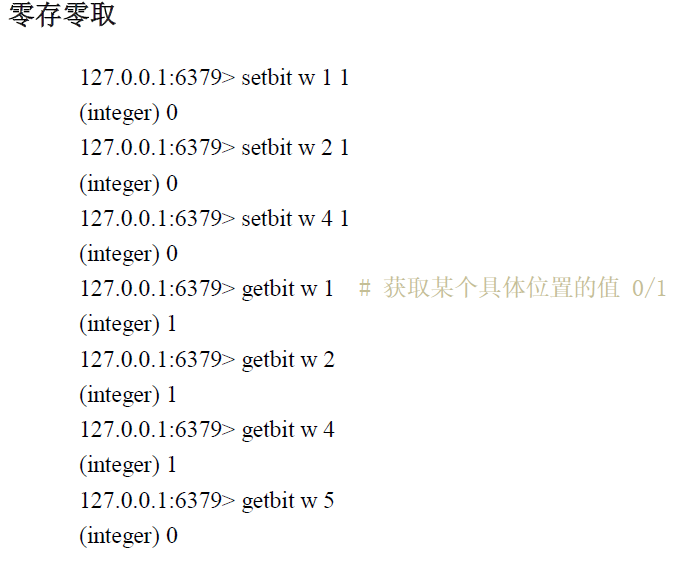 零存零取
127.0.0.1:6379> setbit w 1 1
(integer) 0
127.0.0.1:6379> setbit w 2 1
(integer) 0
127.0.0.1:6379> setbit w 4 1
(integer) 0
127.0.0.1:6379> getbit w 1  # 获取某个具体位置的值 0/1
(integer) 1
127.0.0.1:6379> getbit w 2
(integer) 1
127.0.0.1:6379> getbit w 4
(integer) 1
127.0.0.1:6379> getbit w 5
(integer) 0